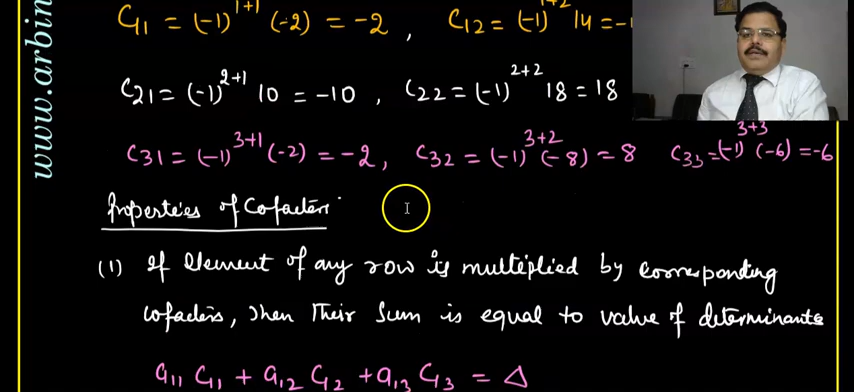 www.arbin
C11 = (-1)^1+1 (-2) = -2 , C12 = (-1)^1+2 14 = -1
C21 = (-1)^2+1 10 = -10 , C22 = (-1)^2+2 18 = 18
C31 = (-1)^3+1 (-2) = -2 , C32 = (-1)^3+2 (-8) = 8 C33 = (-1)^3+3 (-6) = -6
Properties of Cofactors
(1) If element of any row is multiplied by corresponding
cofactors, then their sum is equal to value of determinants
a11 C11 + a12 C12 + a13 C13 = Δ